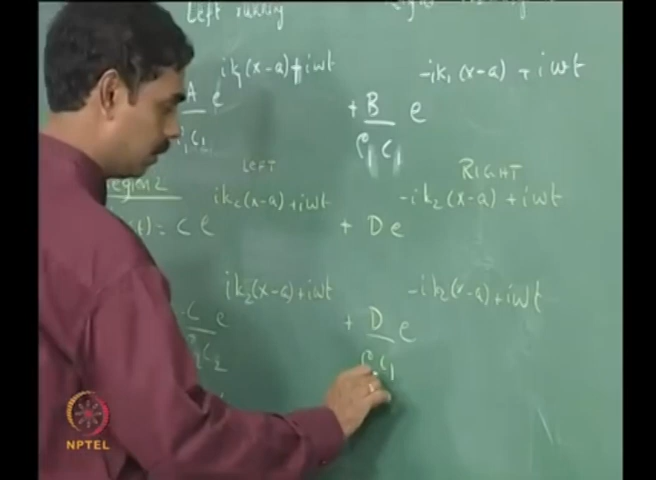 Left running
A e^{ik₁(x-a)+iωt} + B e^{-ik₁(x-a)+iωt}
ρ₁c₁ ρ₁c₁
LEFT RIGHT
Region 2
(t) = C e^{ik₂(x-a)+iωt} + D e^{-ik₂(x-a)+iωt}
-C e^{ik₂(x-a)+iωt} + D e^{-ik₂(x-a)+iωt}
ρ₂c₂ c₁
NPTEL